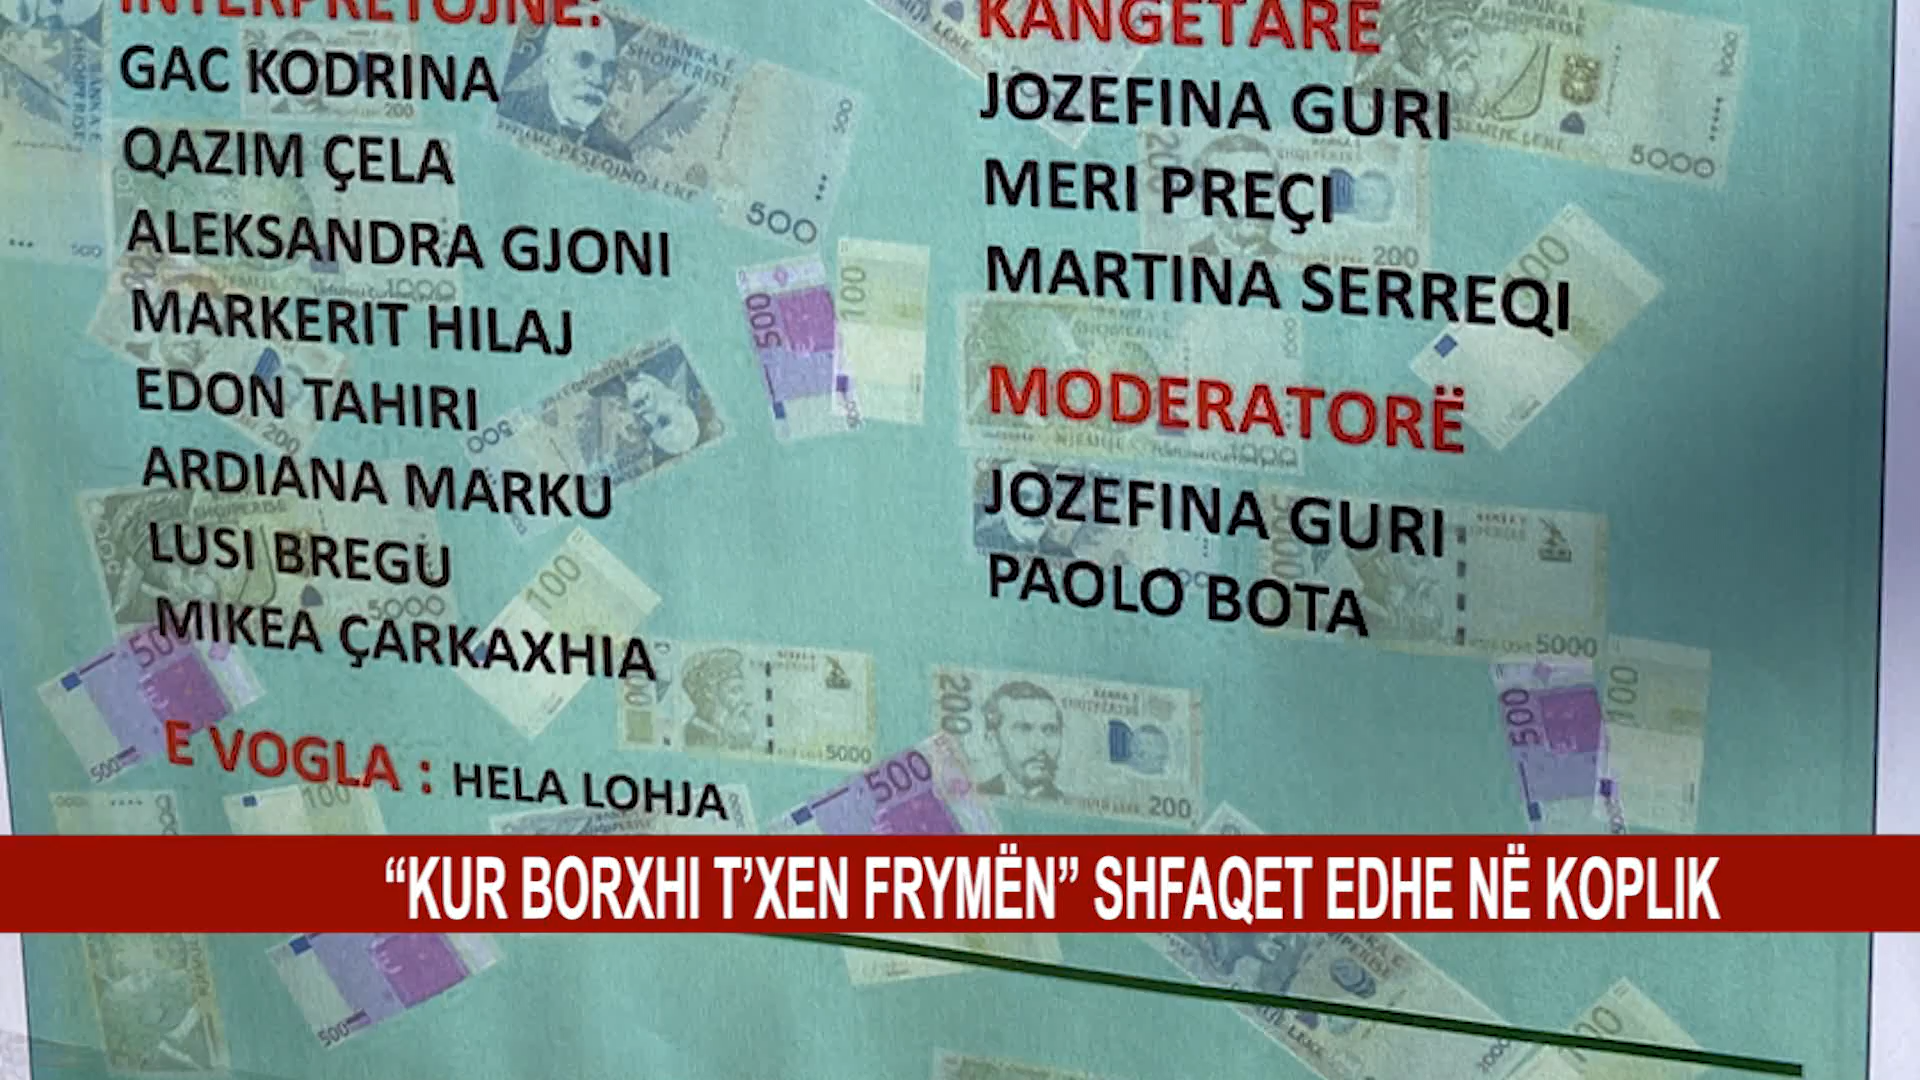 INTERPRETOJNE:
GAC KODRINA
QAZIM ÇELA
ALEKSANDRA GJONI
MARKERIT HILAJ
EDON TAHIRI
ARDIANA MARKU
LUSI BREGU
MIKEA ÇARKAXHIA
E VOGLA : HELA LOHJA
KANGETARE
JOZEFINA GURI
MERI PREÇI
MARTINA SERREQI
MODERATORË
JOZEFINA GURI
PAOLO BOTA
“KUR BORXHI T’XEN FRYMËN” SHFAQET EDHE NË KOPLIK